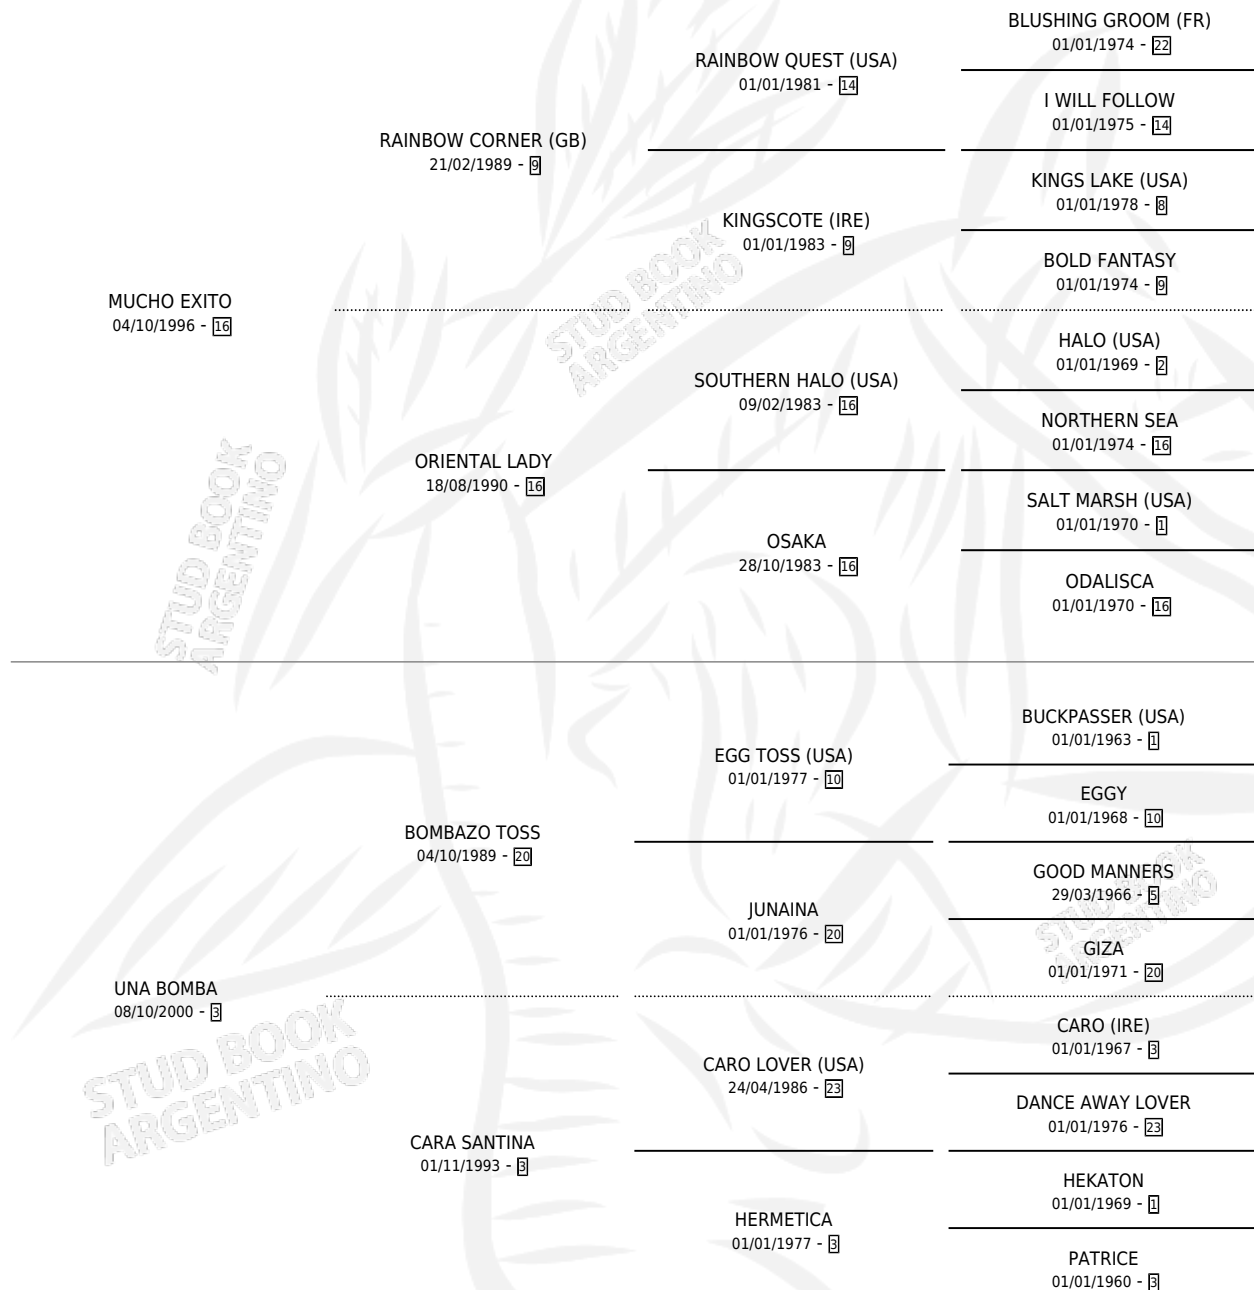 BLUSHING GROOM (FR)
01/01/1974 - 22
RAINBOW QUEST (USA)
01/01/1981 - 14
I WILL FOLLOW
01/01/1975 - 14
RAINBOW CORNER (GB)
21/02/1989 - 9
KINGS LAKE (USA)
01/01/1978 - 8
KINGSCOTE (IRE)
01/01/1983 - 9
BOLD FANTASY
01/01/1974 - 9
MUCHO EXITO
04/10/1996 - 16
HALO (USA)
01/01/1969 - 2
SOUTHERN HALO (USA)
09/02/1983 - 16
NORTHERN SEA
01/01/1974 - 16
ORIENTAL LADY
18/08/1990 - 16
SALT MARSH (USA)
01/01/1970 - 1
OSAKA
28/10/1983 - 16
ODALISCA
01/01/1970 - 16
BUCKPASSER (USA)
01/01/1963 - 1
EGG TOSS (USA)
01/01/1977 - 10
EGGY
01/01/1968 - 10
BOMBAZO TOSS
04/10/1989 - 20
GOOD MANNERS
29/03/1966 - 5
JUNAINA
01/01/1976 - 20
GIZA
01/01/1971 - 20
UNA BOMBA
08/10/2000 - 3
CARO (IRE)
01/01/1967 - 3
CARO LOVER (USA)
24/04/1986 - 23
DANCE AWAY LOVER
01/01/1976 - 23
CARA SANTINA
01/11/1993 - 3
HEKATON
01/01/1969 - 1
HERMETICA
01/01/1977 - 3
PATRICE
01/01/1960 - 3
STUD BOOK
ARGENTINO
STUD BOOK
ARGENTINO
STUD BOOK
ARGENTINO
STUD BOOK
ARGENTINO